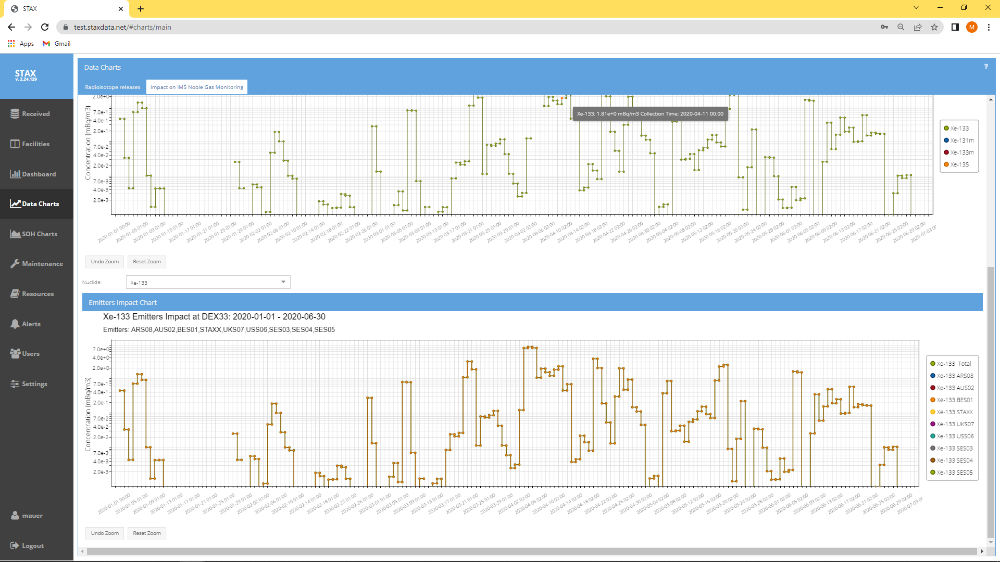 STAX
test.staxdata.net/#charts/main
M
Apps
Gmail
STAX
v. 2.24.129
Received
Facilities
Dashboard
Data Charts
SOH Charts
Maintenance
Resources
Alerts
Users
Settings
mauer
Logout
Data Charts
?
Radioisotope releases
Impact on IMS Noble Gas Monitoring
Concentration (mBq/m3)
2.0e+0
7.0e-1
4.0e-1
2.0e-1
7.0e-2
4.0e-2
2.0e-2
7.0e-3
4.0e-3
2.0e-3
Xe-133: 1.81e+0 mBq/m3 Collection Time: 2020-04-11 00:00
Xe-133
Xe-131m
Xe-133m
Xe-135
2020-01-01 00:00
2020-01-05 01:00
2020-01-09 01:00
2020-01-13 01:00
2020-01-17 01:00
2020-01-21 01:00
2020-01-25 01:00
2020-01-29 01:00
2020-02-02 01:00
2020-02-06 01:00
2020-02-10 01:00
2020-02-14 01:00
2020-02-18 01:00
2020-02-22 01:00
2020-02-26 01:00
2020-03-01 01:00
2020-03-05 01:00
2020-03-09 01:00
2020-03-13 01:00
2020-03-17 01:00
2020-03-21 01:00
2020-03-25 01:00
2020-03-29 01:00
2020-04-02 02:00
2020-04-06 02:00
2020-04-10 02:00
2020-04-14 02:00
2020-04-18 02:00
2020-04-22 02:00
2020-04-26 02:00
2020-04-30 02:00
2020-05-04 02:00
2020-05-08 02:00
2020-05-12 02:00
2020-05-16 02:00
2020-05-20 02:00
2020-05-24 02:00
2020-05-28 02:00
2020-06-01 02:00
2020-06-05 02:00
2020-06-09 02:00
2020-06-13 02:00
2020-06-17 02:00
2020-06-21 02:00
2020-06-25 02:00
2020-06-29 02:00
2020-07-03
Undo Zoom
Reset Zoom
Nuclide:
Xe-133
Emitters Impact Chart
Xe-133 Emitters Impact at DEX33: 2020-01-01 - 2020-06-30
Emitters: ARS08,AUS02,BES01,STAXX,UKS07,USS06,SES03,SES04,SES05
Concentration (mBq/m3)
7.0e+0
4.0e+0
2.0e+0
7.0e-1
4.0e-1
2.0e-1
7.0e-2
4.0e-2
2.0e-2
7.0e-3
4.0e-3
2.0e-3
Xe-133 Total
Xe-133 ARS08
Xe-133 AUS02
Xe-133 BES01
Xe-133 STAXX
Xe-133 UKS07
Xe-133 USS06
Xe-133 SES03
Xe-133 SES04
Xe-133 SES05
2020-01-01 00:00
2020-01-05 01:00
2020-01-09 01:00
2020-01-13 01:00
2020-01-17 01:00
2020-01-21 01:00
2020-01-25 01:00
2020-01-29 01:00
2020-02-02 01:00
2020-02-06 01:00
2020-02-10 01:00
2020-02-14 01:00
2020-02-18 01:00
2020-02-22 01:00
2020-02-26 01:00
2020-03-01 01:00
2020-03-05 01:00
2020-03-09 01:00
2020-03-13 01:00
2020-03-17 01:00
2020-03-21 01:00
2020-03-25 01:00
2020-03-29 01:00
2020-04-02 02:00
2020-04-06 02:00
2020-04-10 02:00
2020-04-14 02:00
2020-04-18 02:00
2020-04-22 02:00
2020-04-26 02:00
2020-04-30 02:00
2020-05-04 02:00
2020-05-08 02:00
2020-05-12 02:00
2020-05-16 02:00
2020-05-20 02:00
2020-05-24 02:00
2020-05-28 02:00
2020-06-01 02:00
2020-06-05 02:00
2020-06-09 02:00
2020-06-13 02:00
2020-06-17 02:00
2020-06-21 02:00
2020-06-25 02:00
2020-06-29 02:00
2020-07-03
Undo Zoom
Reset Zoom